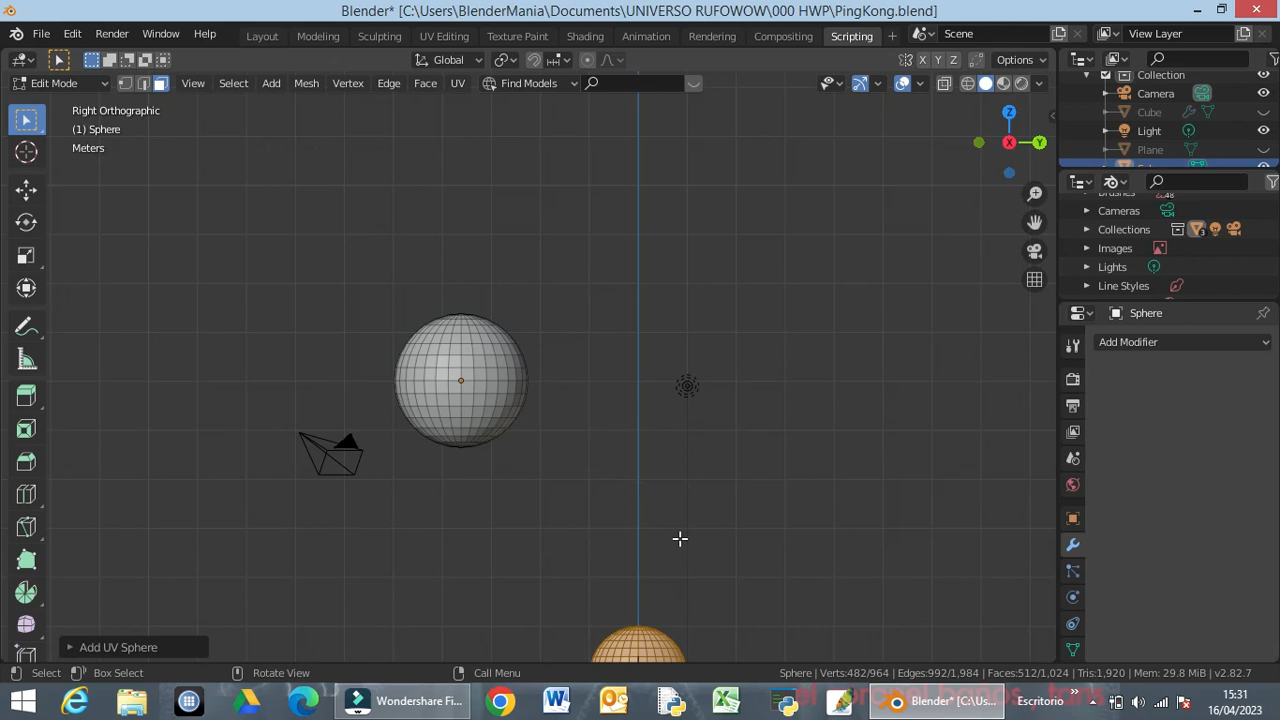 Blender* [C:\Users\BlenderMania\Documents\UNIVERSO RUFOWOW\000 HWP\PingKong.blend]
File Edit Render Window Help Layout Modeling Sculpting UV Editing Texture Paint Shading Animation Rendering Compositing Scripting + Scene View Layer
Global X Y Z Options
Edit Mode View Select Add Mesh Vertex Edge Face UV Find Models
Right Orthographic
(1) Sphere
Meters
Z
X Y
Collection
Camera
Cube
Light
Plane
Brushes 48
Cameras
Collections 3
Images
Lights
Line Styles
Sphere
Add Modifier
Add UV Sphere
Select Box Select Rotate View Call Menu Sphere | Verts:482/964 | Edges:992/1,984 | Faces:512/1,024 | Tris:1,920 | Mem: 29.8 MiB | v2.82.7
Wondershare Fi... Blender* [C:\Us... Escritorio » 15:31
16/04/2023